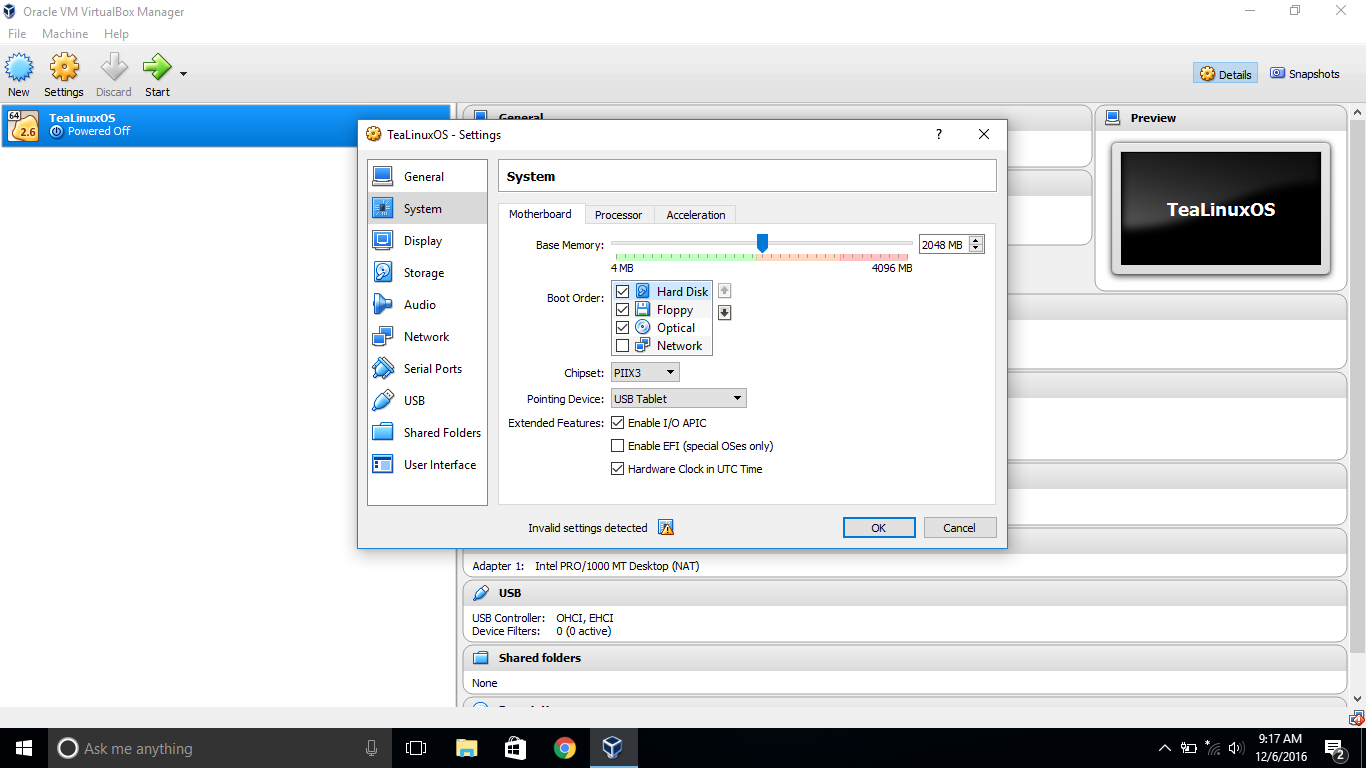 Oracle VM VirtualBox Manager
File Machine Help
New Settings Discard Start
Details Snapshots
64
2.6
TeaLinuxOS
Powered Off
General
Preview
TeaLinuxOS
TeaLinuxOS - Settings
?
General
System
Display
Storage
Audio
Network
Serial Ports
USB
Shared Folders
User Interface
System
Motherboard Processor Acceleration
Base Memory: 2048 MB
4 MB 4096 MB
Boot Order: Hard Disk
Floppy
Optical
Network
Chipset: PIIX3
Pointing Device: USB Tablet
Extended Features: Enable I/O APIC
Enable EFI (special OSes only)
Hardware Clock in UTC Time
Invalid settings detected OK Cancel
Adapter 1: Intel PRO/1000 MT Desktop (NAT)
USB
USB Controller: OHCI, EHCI
Device Filters: 0 (0 active)
Shared folders
None
Ask me anything
9:17 AM
12/6/2016
2